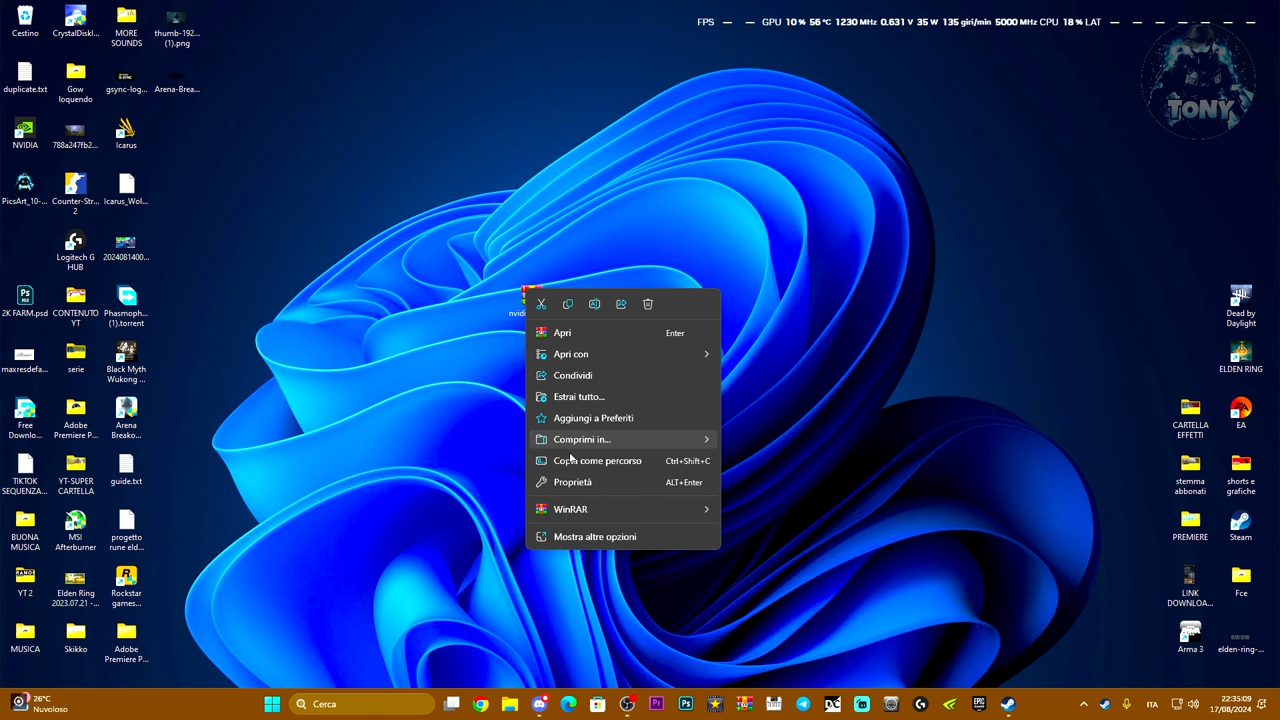 FPS — — GPU 10 % 56 °C 1230 MHz 0.631 V 35 W 135 giri/min 5000 MHz CPU 18 % LAT — — — — — — — —
TONY
Cestino
CrystalDiskI...
MORE
SOUNDS
thumb-192...
(1).png
duplicate.txt
Gow
loquendo
gsync-log...
Arena-Brea...
NVIDIA
788a247fb2...
Icarus
PicsArt_10-...
Counter-Str...
2
Icarus_Wol...
Logitech G
HUB
2024081400...
2K FARM.psd
CONTENUTO
YT
Phasmoph...
(1).torrent
maxresdefa...
serie
Black Myth
Wukong ...
Free
Downlo...
Adobe
Premiere P...
Arena
Breako...
TIKTOK
SEQUENZA...
YT-SUPER
CARTELLA
guide.txt
BUONA
MUSICA
MSI
Afterburner
progetto
rune eld...
YT 2
Elden Ring
2023.07.21 -...
Rockstar
games...
MUSICA
Skikko
Adobe
Premiere P...
nvidi
Apri Enter
Apri con
Condividi
Estrai tutto...
Aggiungi a Preferiti
Comprimi in...
Copia come percorso Ctrl+Shift+C
Proprietà ALT+Enter
WinRAR
Mostra altre opzioni
Dead by
Daylight
ELDEN RING
CARTELLA
EFFETTI
EA
stemma
abbonati
shorts e
grafiche
PREMIERE
Steam
LINK
DOWNLOA...
Fce
Arma 3
elden-ring-...
26°C
Nuvoloso
Cerca
ITA
22:35:09
17/08/2024